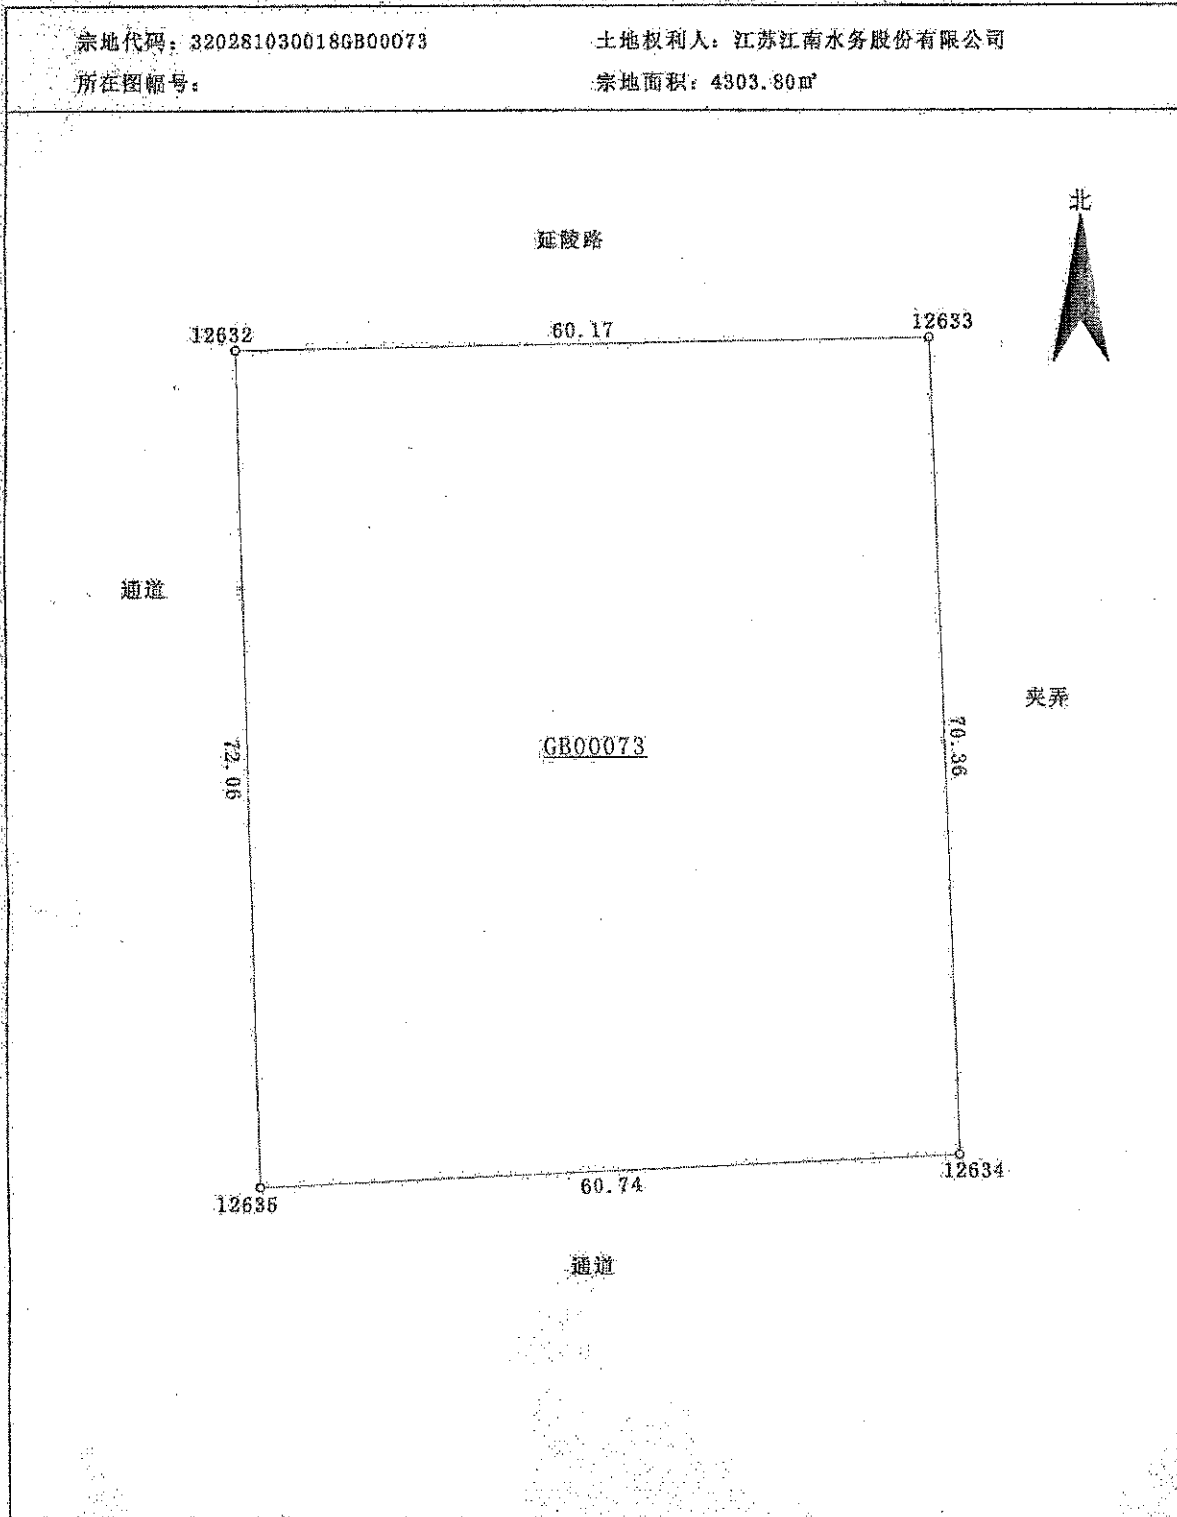 宗地代码：320281030018GB00073
土地权利人：江苏江南水务股份有限公司
所在图幅号：
宗地面积：4303.80㎡
北
延陵路
12632
60.17
12633
通道
夹弄
GB00073
72.06
70.36
12635
60.74
12634
通道